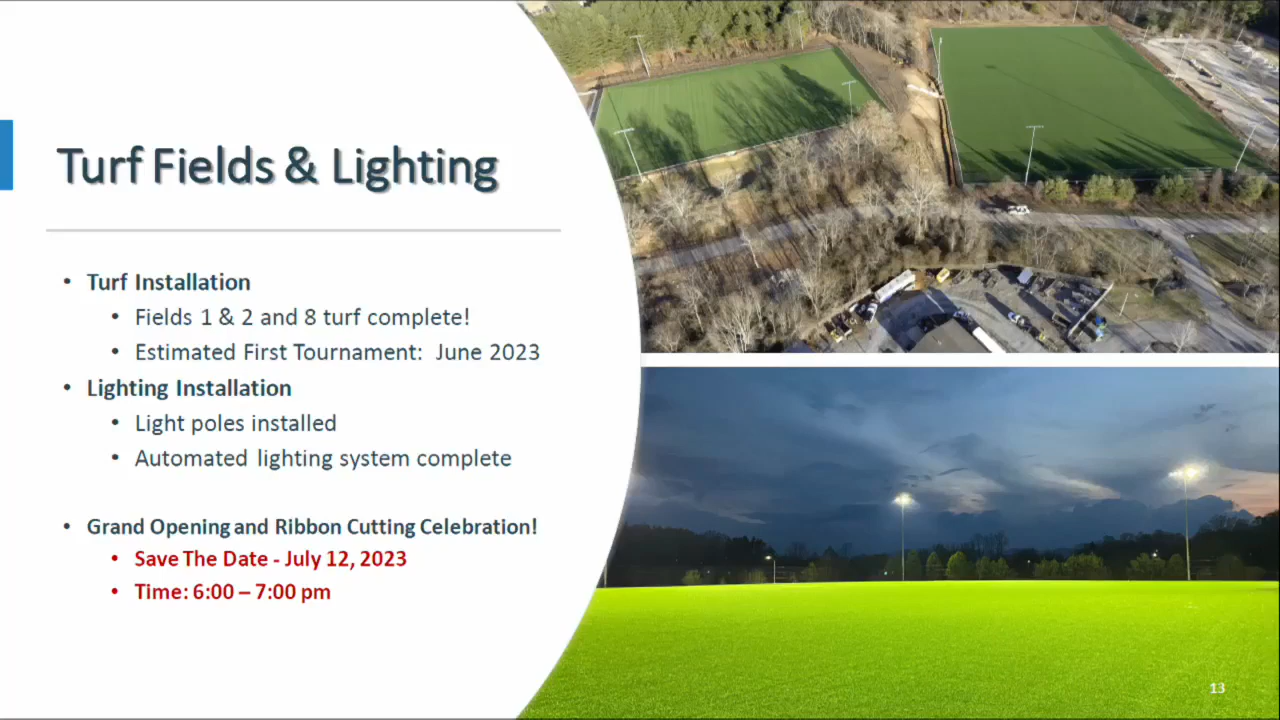 Turf Fields & Lighting
• Turf Installation
• Fields 1 & 2 and 8 turf complete!
• Estimated First Tournament: June 2023
• Lighting Installation
• Light poles installed
• Automated lighting system complete
• Grand Opening and Ribbon Cutting Celebration!
• Save The Date - July 12, 2023
• Time: 6:00 – 7:00 pm
13